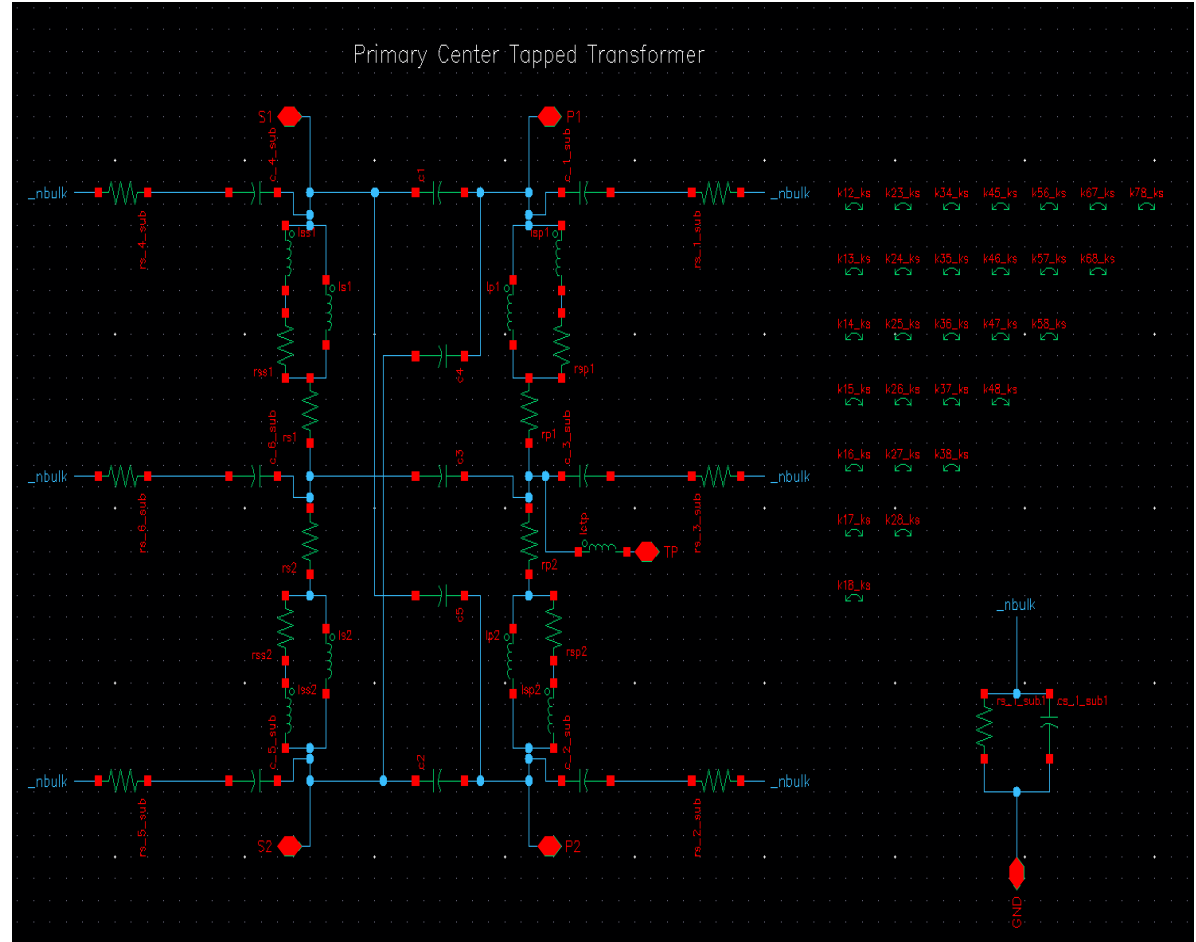 Primary Center Tapped Transformer
S1
P1
c_4_sub
c1
c_1_sub
_nbulk
_nbulk
rs_4_sub
rs_1_sub
lss1
lsp1
ls1
lp1
rss1
rsp1
c4
rs1
rp1
c_6_sub
c3
c_3_sub
_nbulk
_nbulk
rs_6_sub
rs_3_sub
lctp
TP
rs2
rp2
c5
ls2
lp2
rss2
rsp2
lss2
lsp2
c_5_sub
c2
c_2_sub
_nbulk
_nbulk
rs_5_sub
rs_2_sub
S2
P2
k12_ks k23_ks k34_ks k45_ks k56_ks k67_ks k78_ks
k13_ks k24_ks k35_ks k46_ks k57_ks k68_ks
k14_ks k25_ks k36_ks k47_ks k58_ks
k15_ks k26_ks k37_ks k48_ks
k16_ks k27_ks k38_ks
k17_ks k28_ks
k18_ks
_nbulk
rs_1_sub1 cs_1_sub1
GND